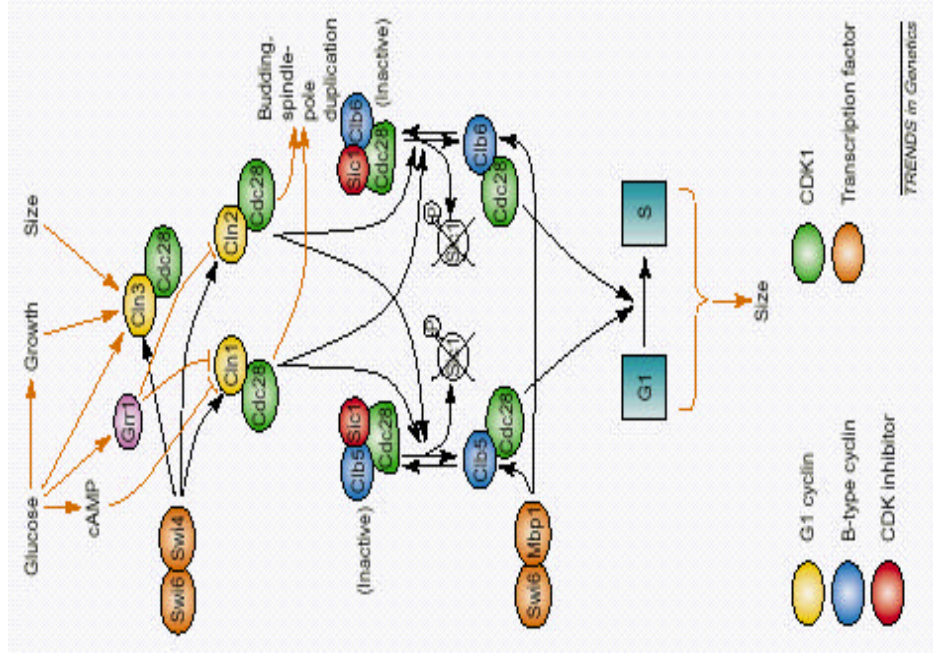 Glucose
Growth
Size
cAMP
Grr1
Cln3
Cdc28
Swi6
Swi4
Cln1
Cdc28
Cln2
Cdc28
Budding,
spindle-
pole
duplication
(Inactive)
Clb5
Sic1
Cdc28
Sic1
Clb6
Cdc28
(Inactive)
P
Sic1
P
Sic1
Swi6
Mbp1
Clb5
Cdc28
Cdc28
Clb6
G1
S
Size
G1 cyclin
B-type cyclin
CDK inhibitor
CDK1
Transcription factor
TRENDS in Genetics